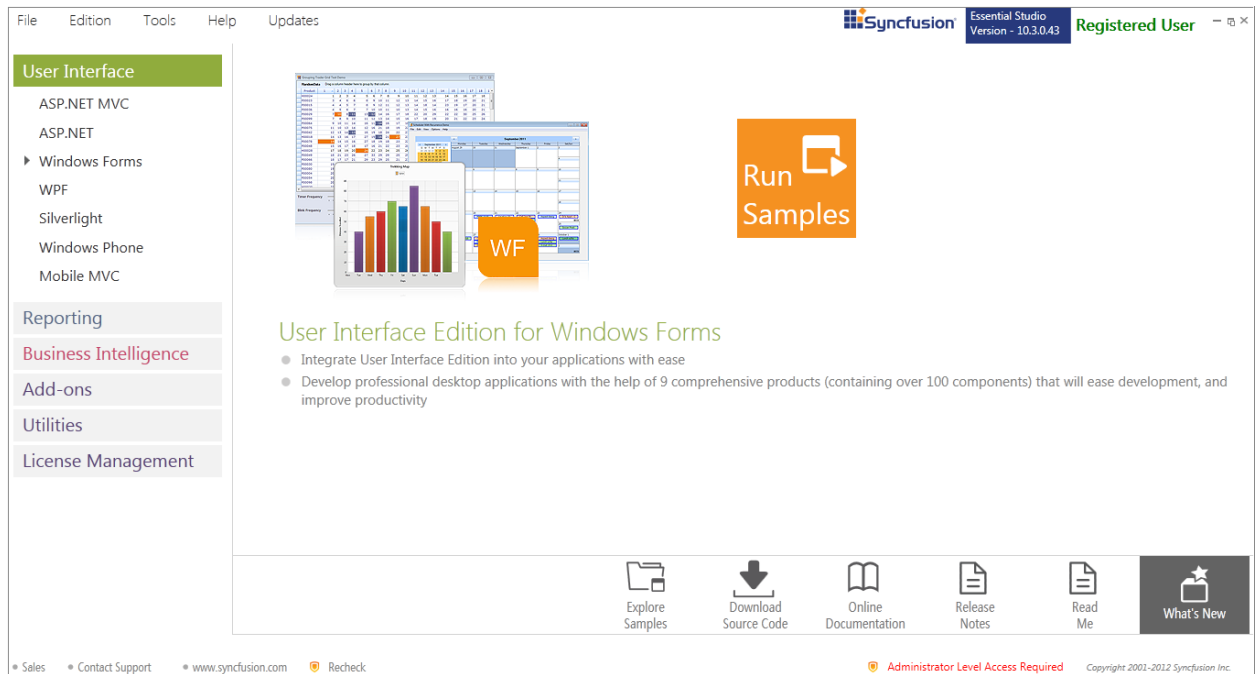 File Edition Tools Help Updates
Syncfusion
Essential Studio
Version - 10.3.0.43
Registered User
User Interface
ASP.NET MVC
ASP.NET
Windows Forms
WPF
Silverlight
Windows Phone
Mobile MVC
Reporting
Business Intelligence
Add-ons
Utilities
License Management
September 2011
WF
Run
Samples
User Interface Edition for Windows Forms
Integrate User Interface Edition into your applications with ease
Develop professional desktop applications with the help of 9 comprehensive products (containing over 100 components) that will ease development, and
improve productivity
Explore
Samples
Download
Source Code
Online
Documentation
Release
Notes
Read
Me
What's New
Sales Contact Support www.syncfusion.com Recheck
Administrator Level Access Required Copyright 2001-2012 Syncfusion Inc.